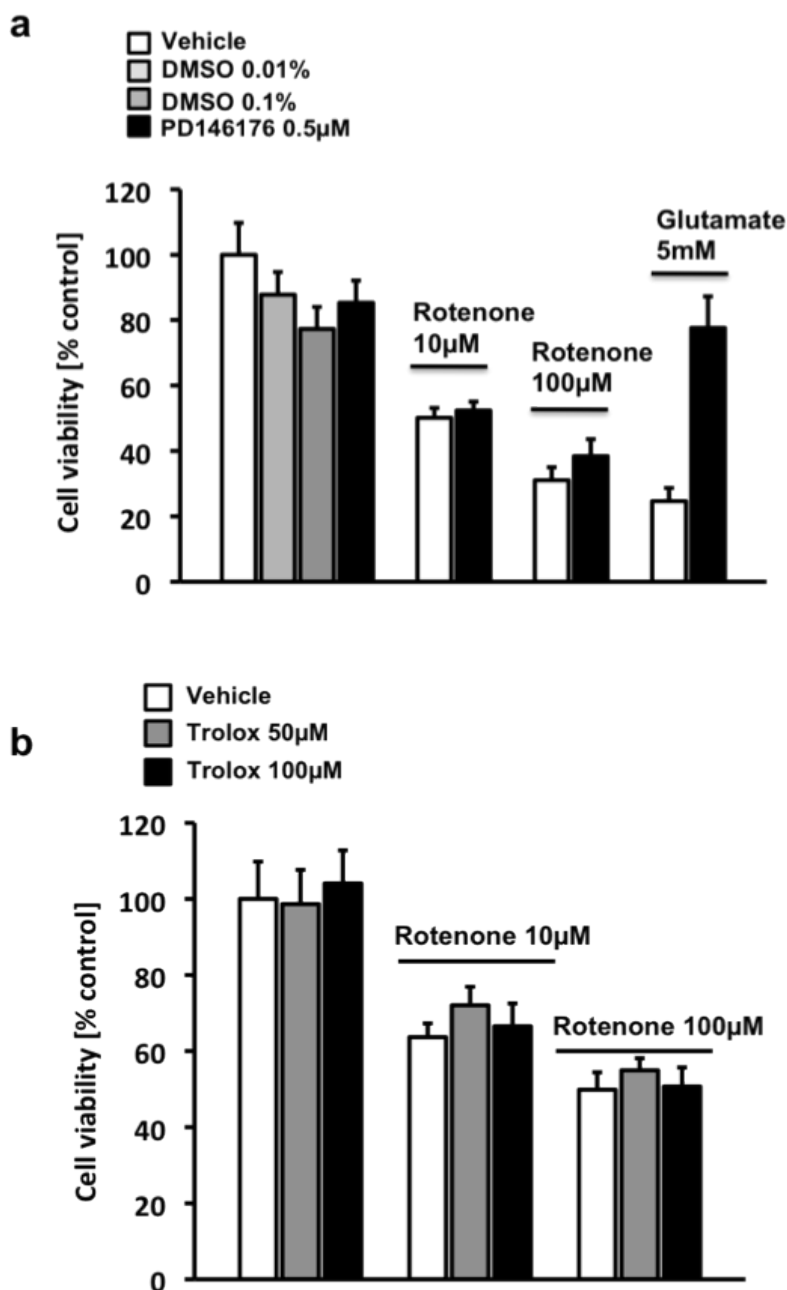 a
Vehicle
DMSO 0.01%
DMSO 0.1%
PD146176 0.5µM
Cell viability [% control]
120
100
80
60
40
20
0
Rotenone
10µM
Rotenone
100µM
Glutamate
5mM
b
Vehicle
Trolox 50µM
Trolox 100µM
Cell viability [% control]
120
100
80
60
40
20
0
Rotenone 10µM
Rotenone 100µM